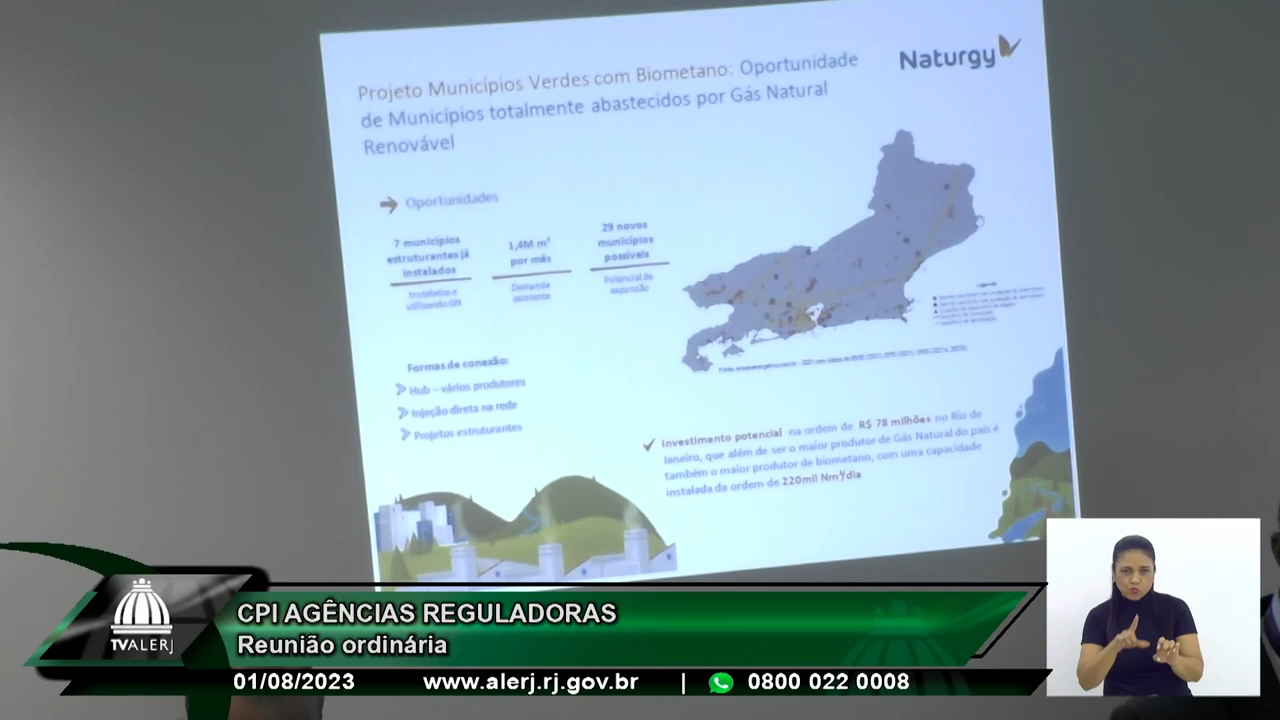 Projeto Municípios Verdes com Biometano: Oportunidade
de Municípios totalmente abastecidos por Gás Natural
Renovável
Naturgy
Oportunidades
7 municípios
estruturantes já
instalados
Instalados e
utilizando GN
1,4M m³
por mês
Demanda
existente
29 novos
municípios
possíveis
Potencial de
expansão
Formas de conexão:
Hub – vários produtores
Injeção direta na rede
Projetos estruturantes
Investimento potencial na ordem de R$ 78 milhões no Rio de
Janeiro, que além de ser o maior produtor de Gás Natural do país é
também o maior produtor de biometano, com uma capacidade
instalada da ordem de 220mil Nm³/dia
TVALERJ
CPI AGÊNCIAS REGULADORAS
Reunião ordinária
01/08/2023 www.alerj.rj.gov.br | 0800 022 0008